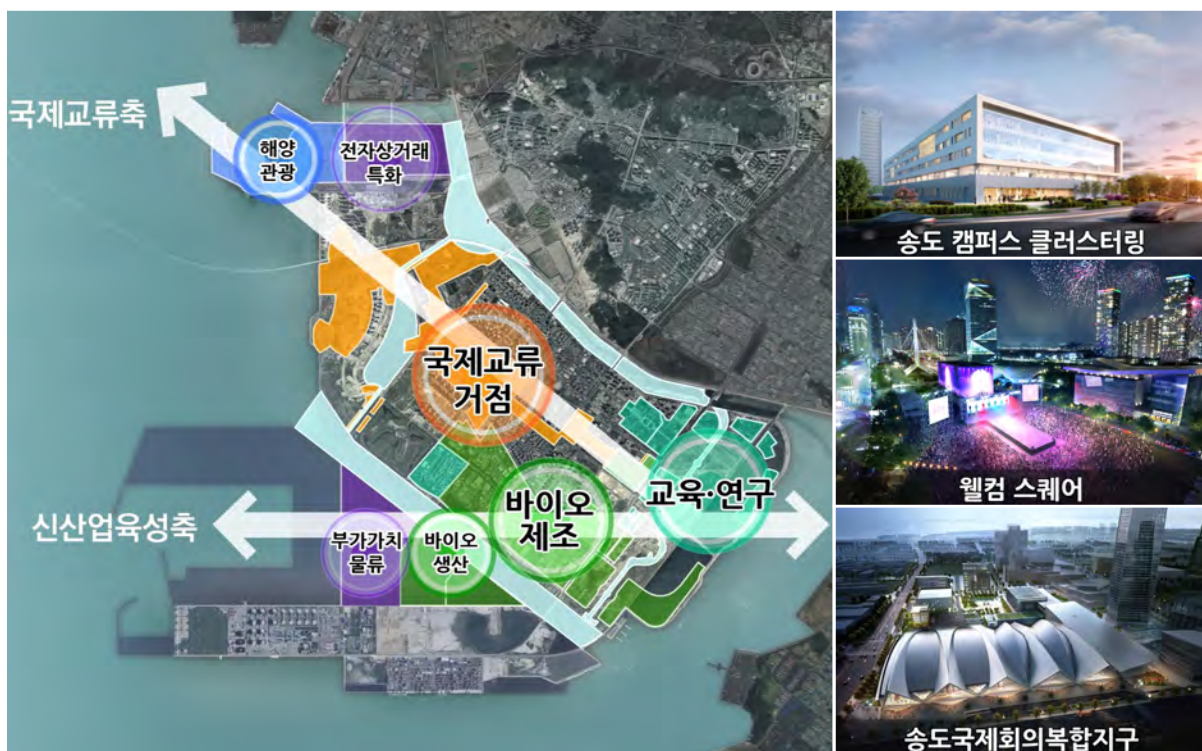 국제교류축
해양
관광
전자상거래
특화
국제교류
거점
교육·연구
바이오
제조
신산업육성축
부가가치
물류
바이오
생산
송도 캠퍼스 클러스터링
웰컴 스퀘어
송도국제회의복합지구